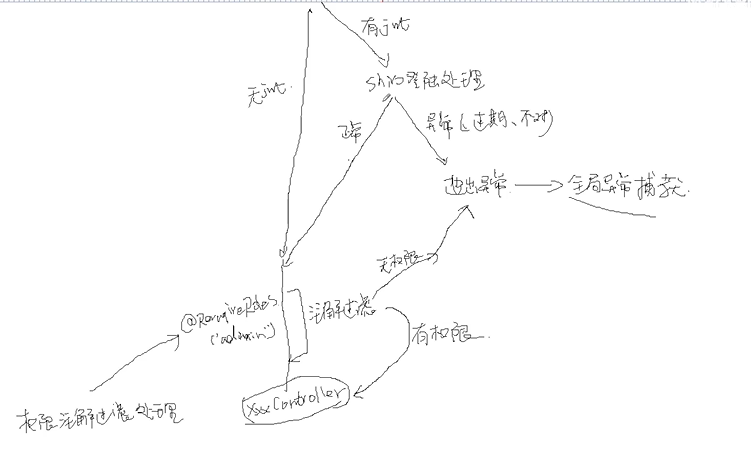 有jwt
无jwt
shiro登陆处理
正常
异常(过期、不对)
抛出异常
全局异常捕获
无权限
@RequireRoles
("admin")
注解过滤
有权限
XxxController
权限注解过滤处理